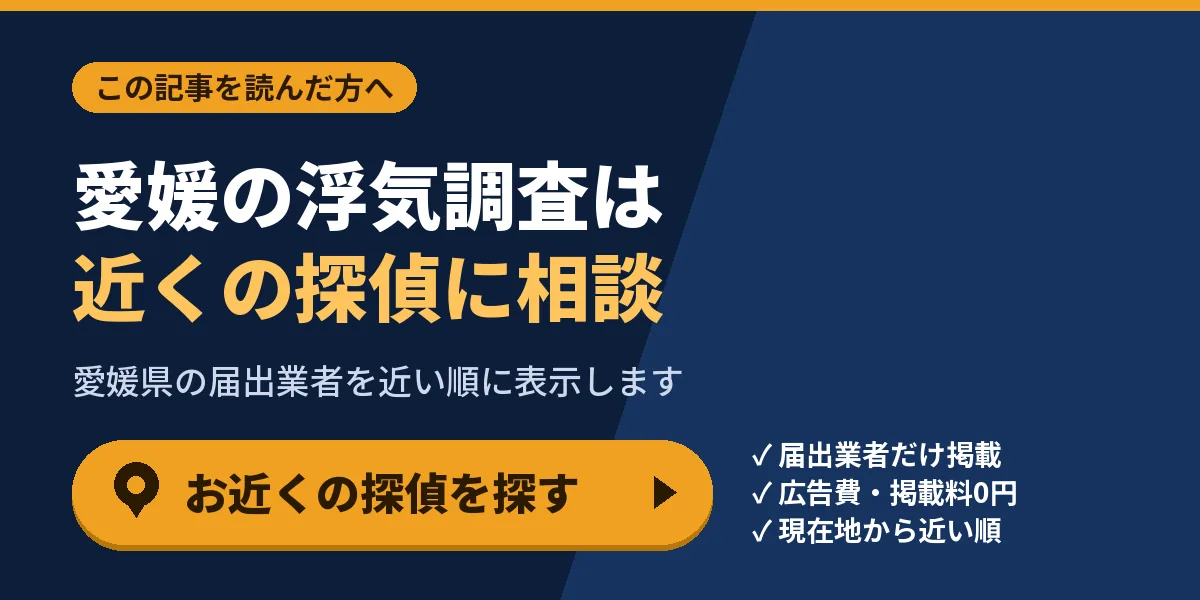 この記事を読んだ方へ
愛媛の浮気調査は
近くの探偵に相談
愛媛県の届出業者を近い順に表示します
お近くの探偵を探す
✓ 届出業者だけ掲載
✓ 広告費・掲載料0円
✓ 現在地から近い順